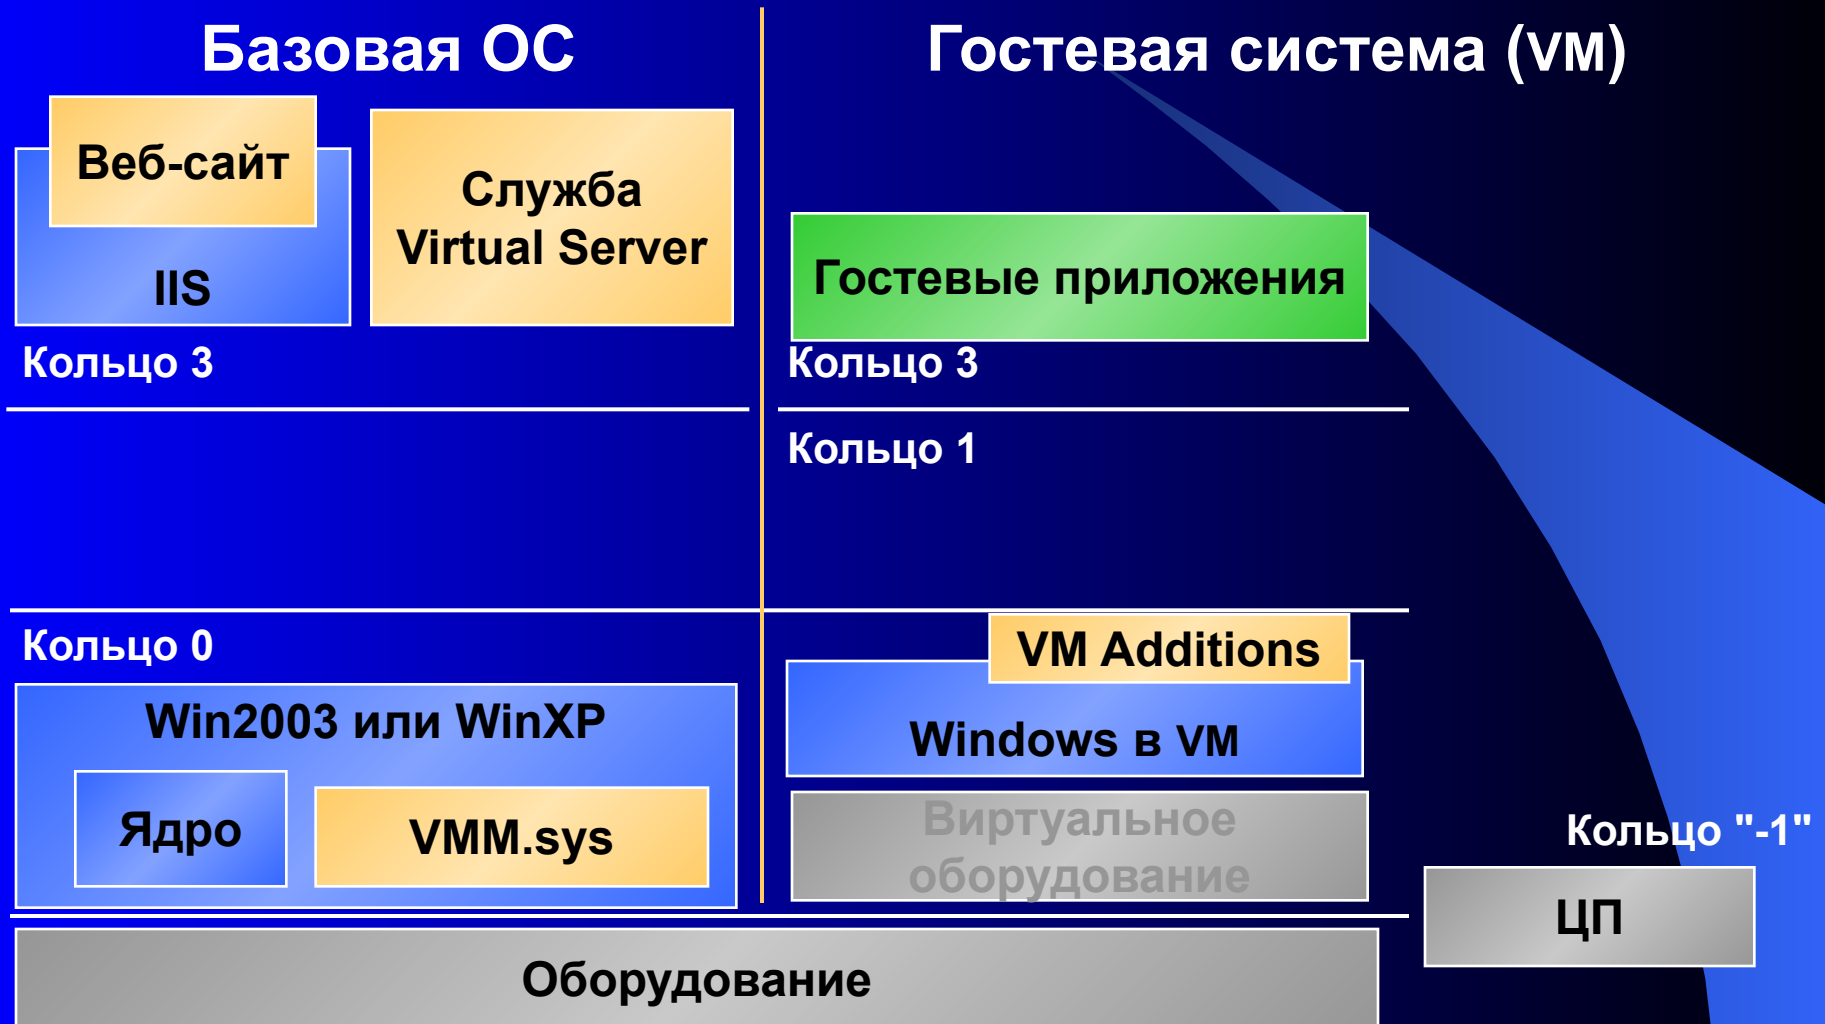 Базовая ОС
Гостевая система (VM)
Веб-сайт
IIS
Служба
Virtual Server
Гостевые приложения
Кольцо 3
Кольцо 3
Кольцо 1
Кольцо 0
VM Additions
Win2003 или WinXP
Windows в VM
Ядро
VMM.sys
Виртуальное
оборудование
Кольцо "-1"
ЦП
Оборудование